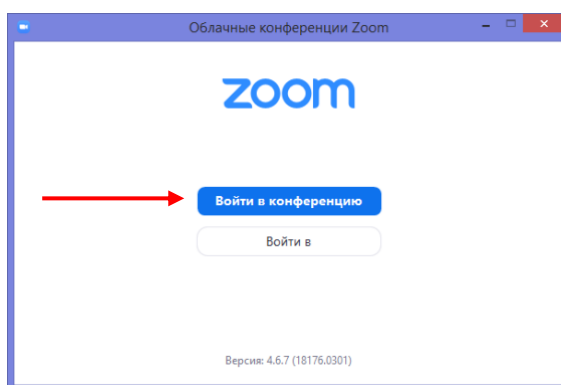 Облачные конференции Zoom
zoom
Войти в конференцию
Войти в
Версия: 4.6.7 (18176.0301)